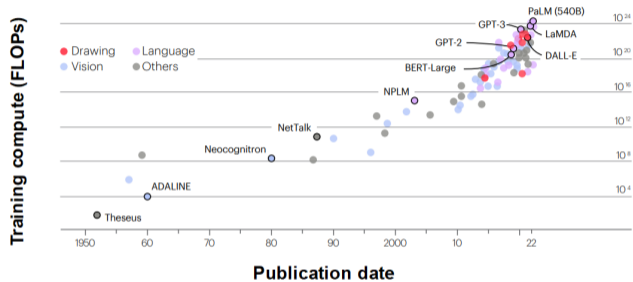 Training compute (FLOPs)
Drawing
Language
Vision
Others
PaLM (540B)
GPT-3
LaMDA
GPT-2
DALL-E
BERT-Large
NPLM
NetTalk
Neocognitron
ADALINE
Theseus
10 24
10 20
10 16
10 12
10 8
10 4
1950 60 70 80 90 2000 10 22
Publication date